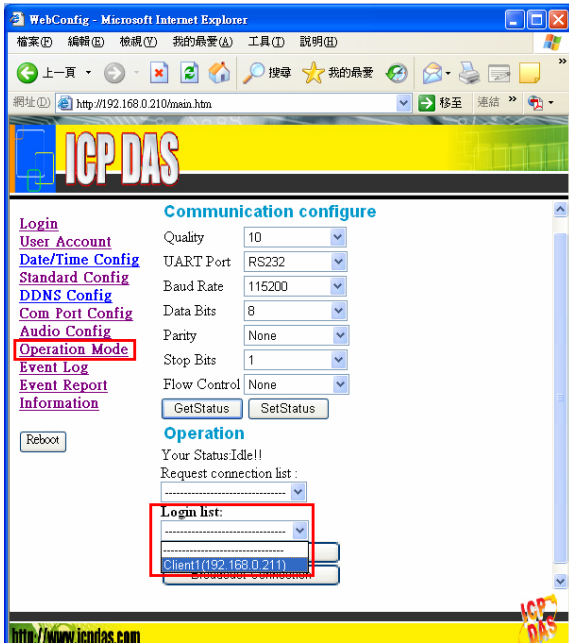 WebConfig - Microsoft Internet Explorer
檔案(F) 編輯(E) 檢視(V) 我的最愛(A) 工具(T) 說明(H)
上一頁 搜尋 我的最愛 »
網址(D) http://192.168.0.210/main.htm 移至 連結 »
ICP DAS
Login
User Account
Date/Time Config
Standard Config
DDNS Config
Com Port Config
Audio Config
Operation Mode
Event Log
Event Report
Information
Reboot
Communication configure
Quality 10
UART Port RS232
Baud Rate 115200
Data Bits 8
Parity None
Stop Bits 1
Flow Control None
GetStatus SetStatus
Operation
Your Status:Idle!!
Request connection list :
--------------------------------
Login list:
--------------------------------
--------------------------------
Client1(192.168.0.211)
Connection
http://www.icpdas.com
ICP DAS